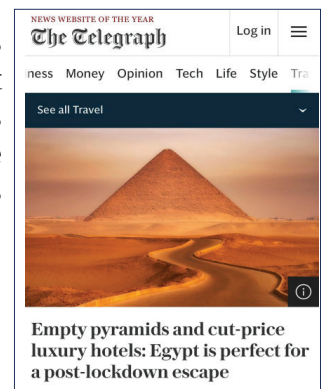 NEWS WEBSITE OF THE YEAR
The Telegraph
Log in
ness Money Opinion Tech Life Style Tra
See all Travel
Empty pyramids and cut-price
luxury hotels: Egypt is perfect for
a post-lockdown escape